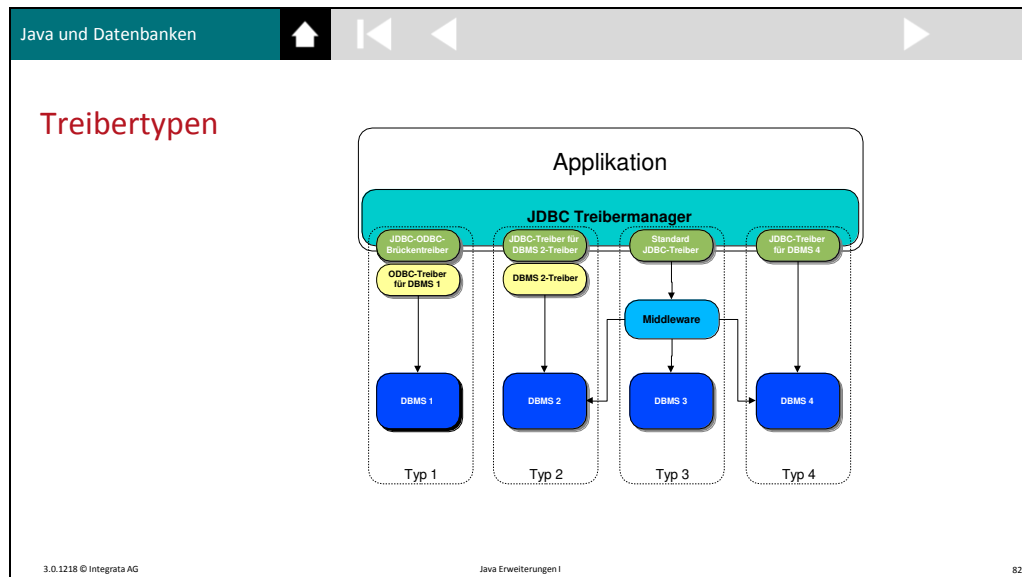 Java und Datenbanken
Treibertypen
Applikation
JDBC Treibermanager
JDBC-ODBC-
Brückentreiber
JDBC-Treiber für
DBMS 2-Treiber
Standard
JDBC-Treiber
JDBC-Treiber
für DBMS 4
ODBC-Treiber
für DBMS 1
DBMS 2-Treiber
Middleware
DBMS 1
DBMS 2
DBMS 3
DBMS 4
Typ 1
Typ 2
Typ 3
Typ 4
3.0.1218 © Integrata AG
Java Erweiterungen I
82